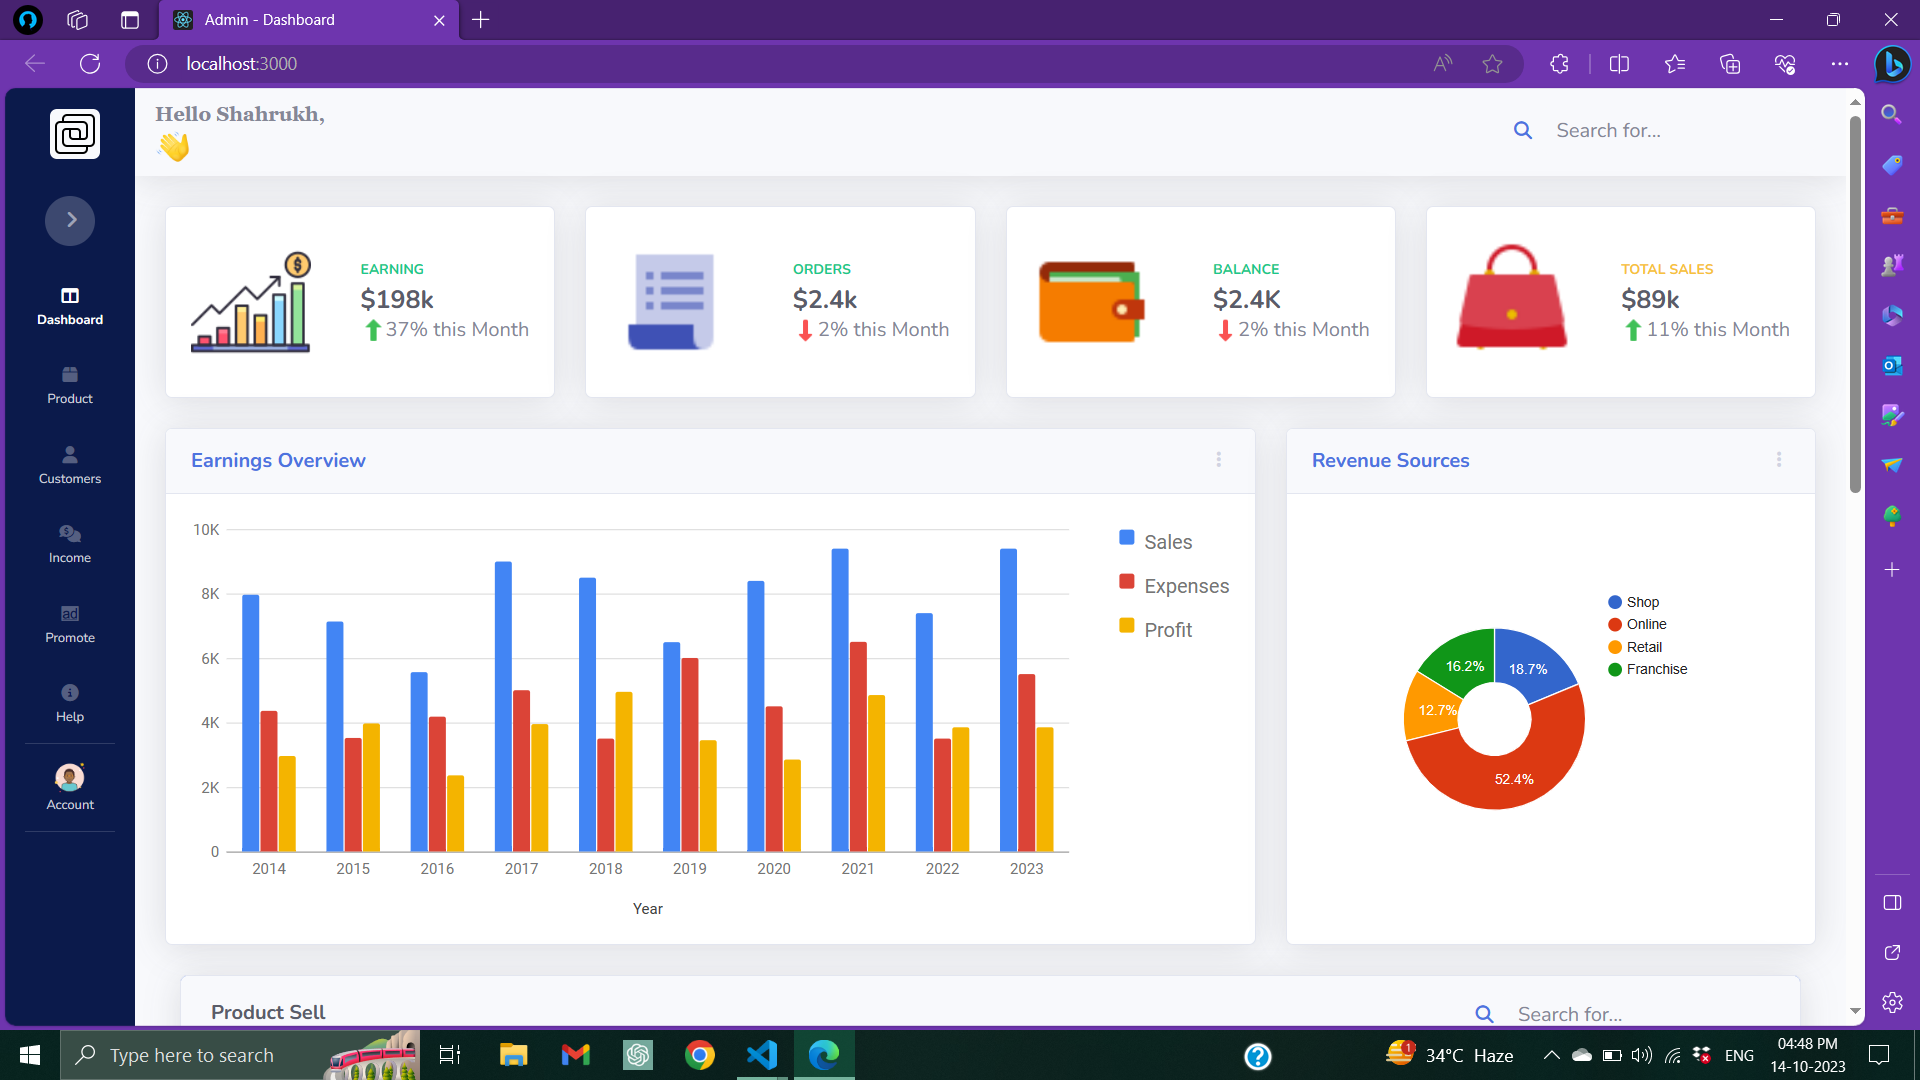 Admin - Dashboard
localhost:3000
Hello Shahrukh,
Search for...
Dashboard
Product
Customers
Income
ad
Promote
Help
Account
EARNING
$198k
37% this Month
ORDERS
$2.4k
2% this Month
BALANCE
$2.4K
2% this Month
TOTAL SALES
$89k
11% this Month
Earnings Overview
10K
8K
6K
4K
2K
0
2014 2015 2016 2017 2018 2019 2020 2021 2022 2023
Year
Sales
Expenses
Profit
Revenue Sources
Shop
Online
Retail
Franchise
16.2%
18.7%
12.7%
52.4%
Product Sell
Search for...
Type here to search
1
34°C Haze
ENG
04:48 PM
14-10-2023